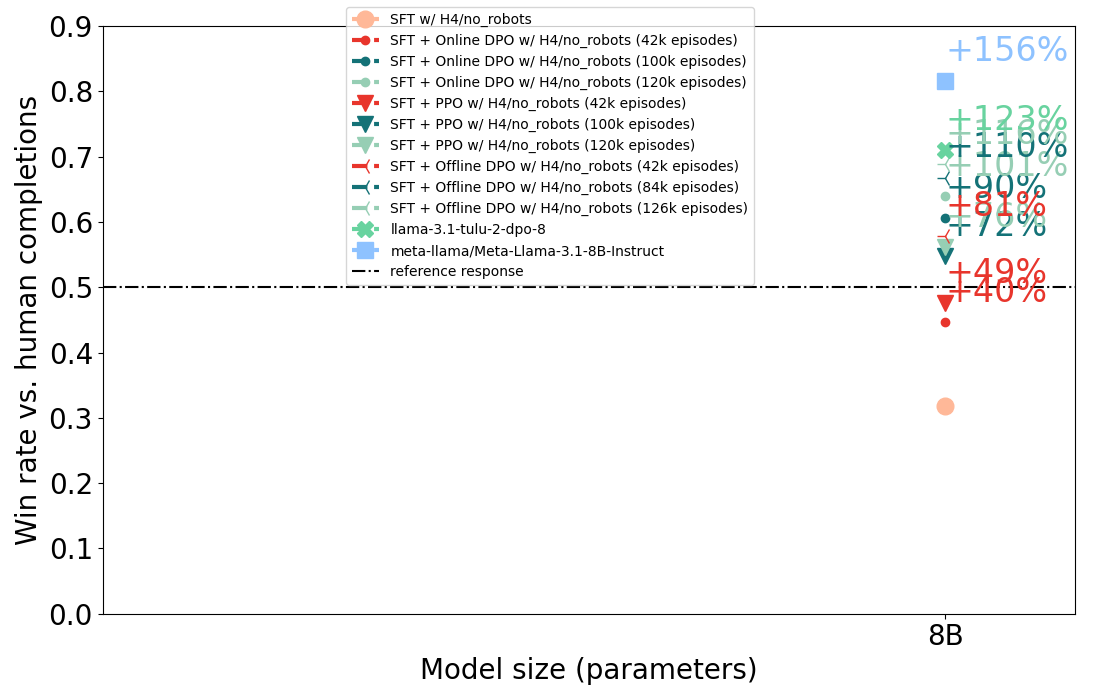 SFT w/ H4/no_robots
SFT + Online DPO w/ H4/no_robots (42k episodes)
SFT + Online DPO w/ H4/no_robots (100k episodes)
SFT + Online DPO w/ H4/no_robots (120k episodes)
SFT + PPO w/ H4/no_robots (42k episodes)
SFT + PPO w/ H4/no_robots (100k episodes)
SFT + PPO w/ H4/no_robots (120k episodes)
SFT + Offline DPO w/ H4/no_robots (42k episodes)
SFT + Offline DPO w/ H4/no_robots (84k episodes)
SFT + Offline DPO w/ H4/no_robots (126k episodes)
llama-3.1-tulu-2-dpo-8
meta-llama/Meta-Llama-3.1-8B-Instruct
reference response
Win rate vs. human completions
0.9
0.8
0.7
0.6
0.5
0.4
0.3
0.2
0.1
0.0
+156%
+123%
+110%
+101%
+90%
+81%
+72%
+49%
+40%
8B
Model size (parameters)